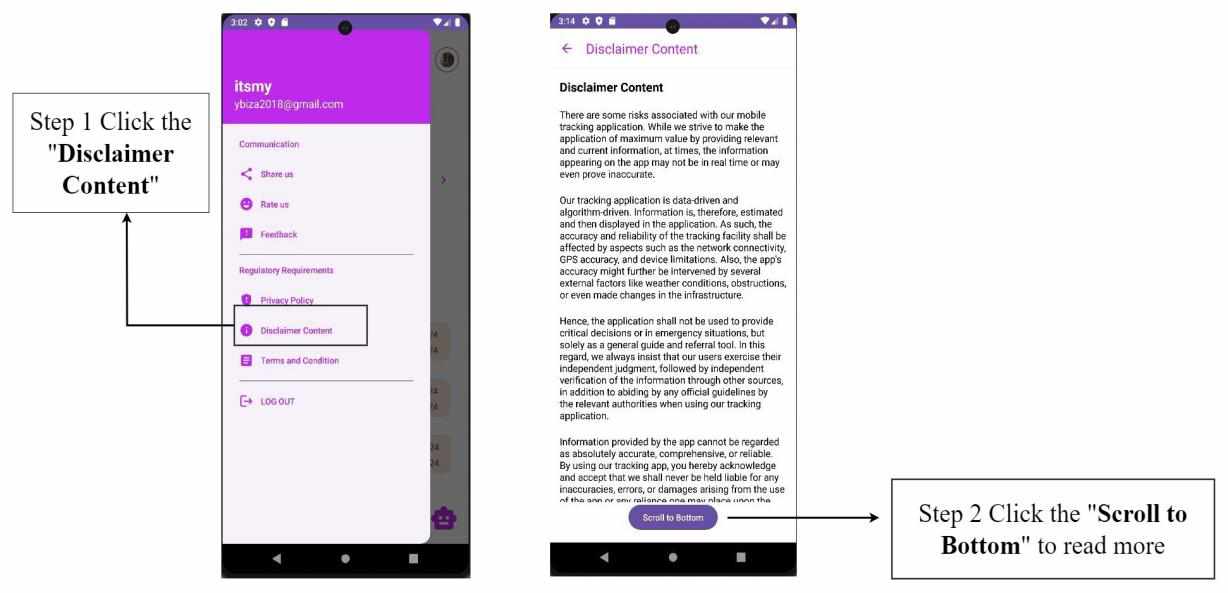 Step 1 Click the
"Disclaimer
Content"
3:02
itsmy
ybiza2018@gmail.com
Communication
Share us
Rate us
Feedback
Regulatory Requirements
Privacy Policy
Disclaimer Content
Terms and Condition
LOG OUT
24
24
3:14
Disclaimer Content
Disclaimer Content
There are some risks associated with our mobile
tracking application. While we strive to make the
application of maximum value by providing relevant
and current information, at times, the information
appearing on the app may not be in real time or may
even prove inaccurate.
Our tracking application is data-driven and
algorithm-driven. Information is, therefore, estimated
and then displayed in the application. As such, the
accuracy and reliability of the tracking facility shall be
affected by aspects such as the network connectivity,
GPS accuracy, and device limitations. Also, the app's
accuracy might further be intervened by several
external factors like weather conditions, obstructions,
or even made changes in the infrastructure.
Hence, the application shall not be used to provide
critical decisions or in emergency situations, but
solely as a general guide and referral tool. In this
regard, we always insist that our users exercise their
independent judgment, followed by independent
verification of the information through other sources,
in addition to abiding by any official guidelines by
the relevant authorities when using our tracking
application.
Information provided by the app cannot be regarded
as absolutely accurate, comprehensive, or reliable.
By using our tracking app, you hereby acknowledge
and accept that we shall never be held liable for any
inaccuracies, errors, or damages arising from the use
of the app or any reliance one may place upon the
Scroll to Bottom
Step 2 Click the "Scroll to
Bottom" to read more